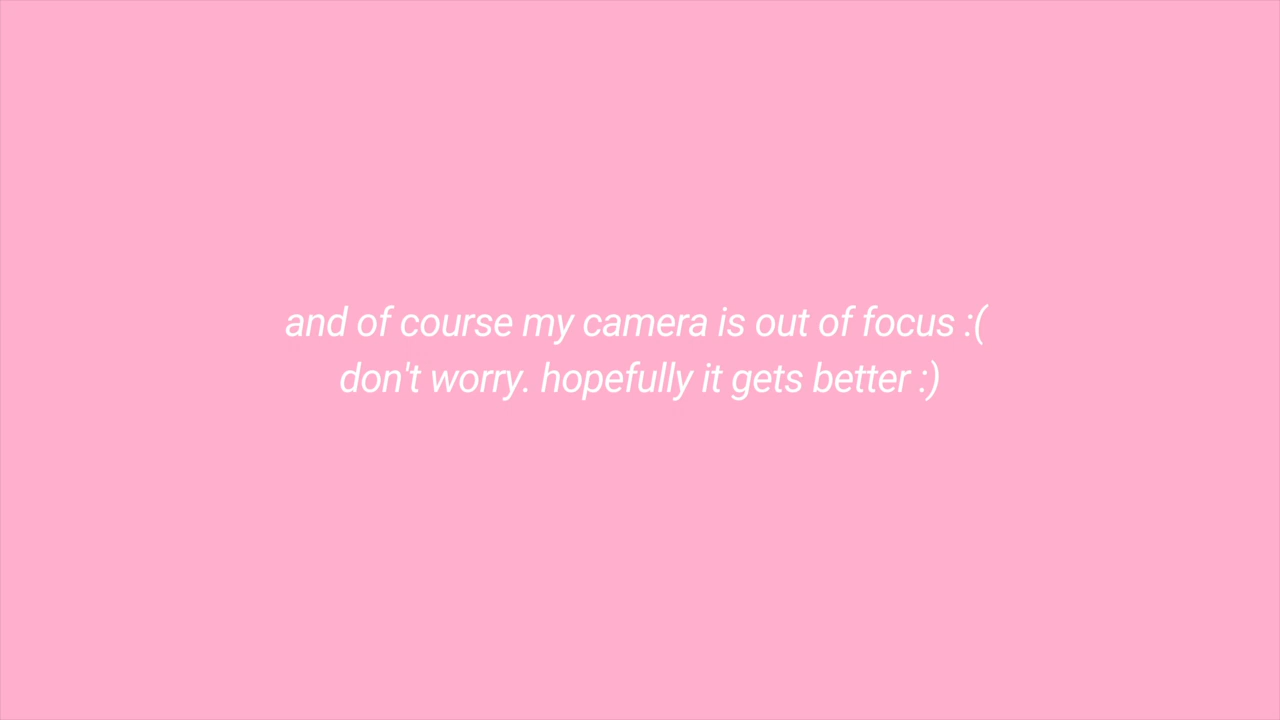 and of course my camera is out of focus :(
don't worry. hopefully it gets better :)